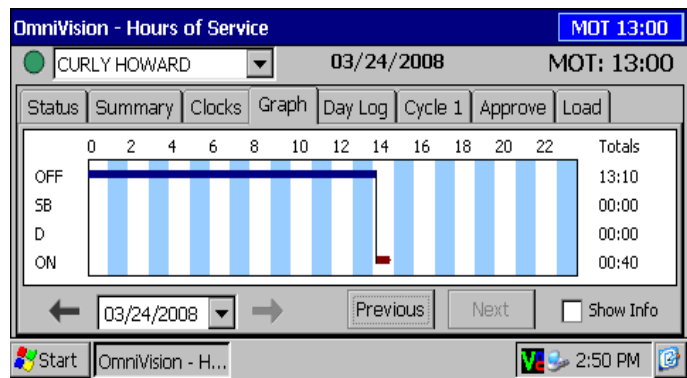 OmniVision - Hours of Service MOT 13:00
CURLY HOWARD 03/24/2008 MOT: 13:00
Status Summary Clocks Graph Day Log Cycle 1 Approve Load
0 2 4 6 8 10 12 14 16 18 20 22 Totals
OFF 13:10
SB 00:00
D 00:00
ON 00:40
03/24/2008 Previous Next Show Info
Start OmniVision - H... 2:50 PM